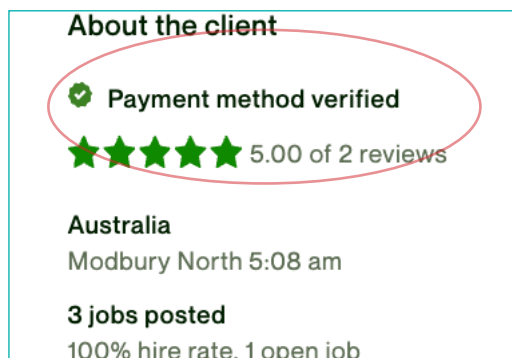 About the client
Payment method verified
5.00 of 2 reviews
Australia
Modbury North 5:08 am
3 jobs posted
100% hire rate, 1 open job